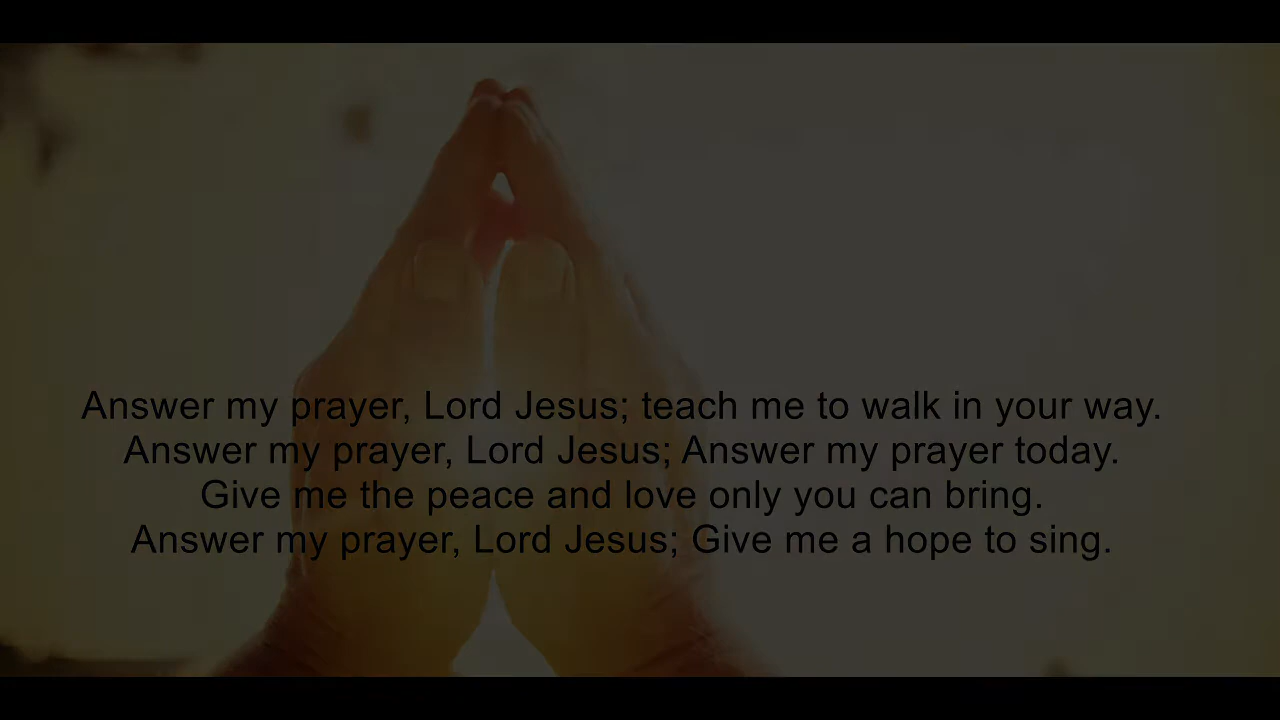 Answer my prayer, Lord Jesus; teach me to walk in your way.
Answer my prayer, Lord Jesus; Answer my prayer today.
Give me the peace and love only you can bring.
Answer my prayer, Lord Jesus; Give me a hope to sing.